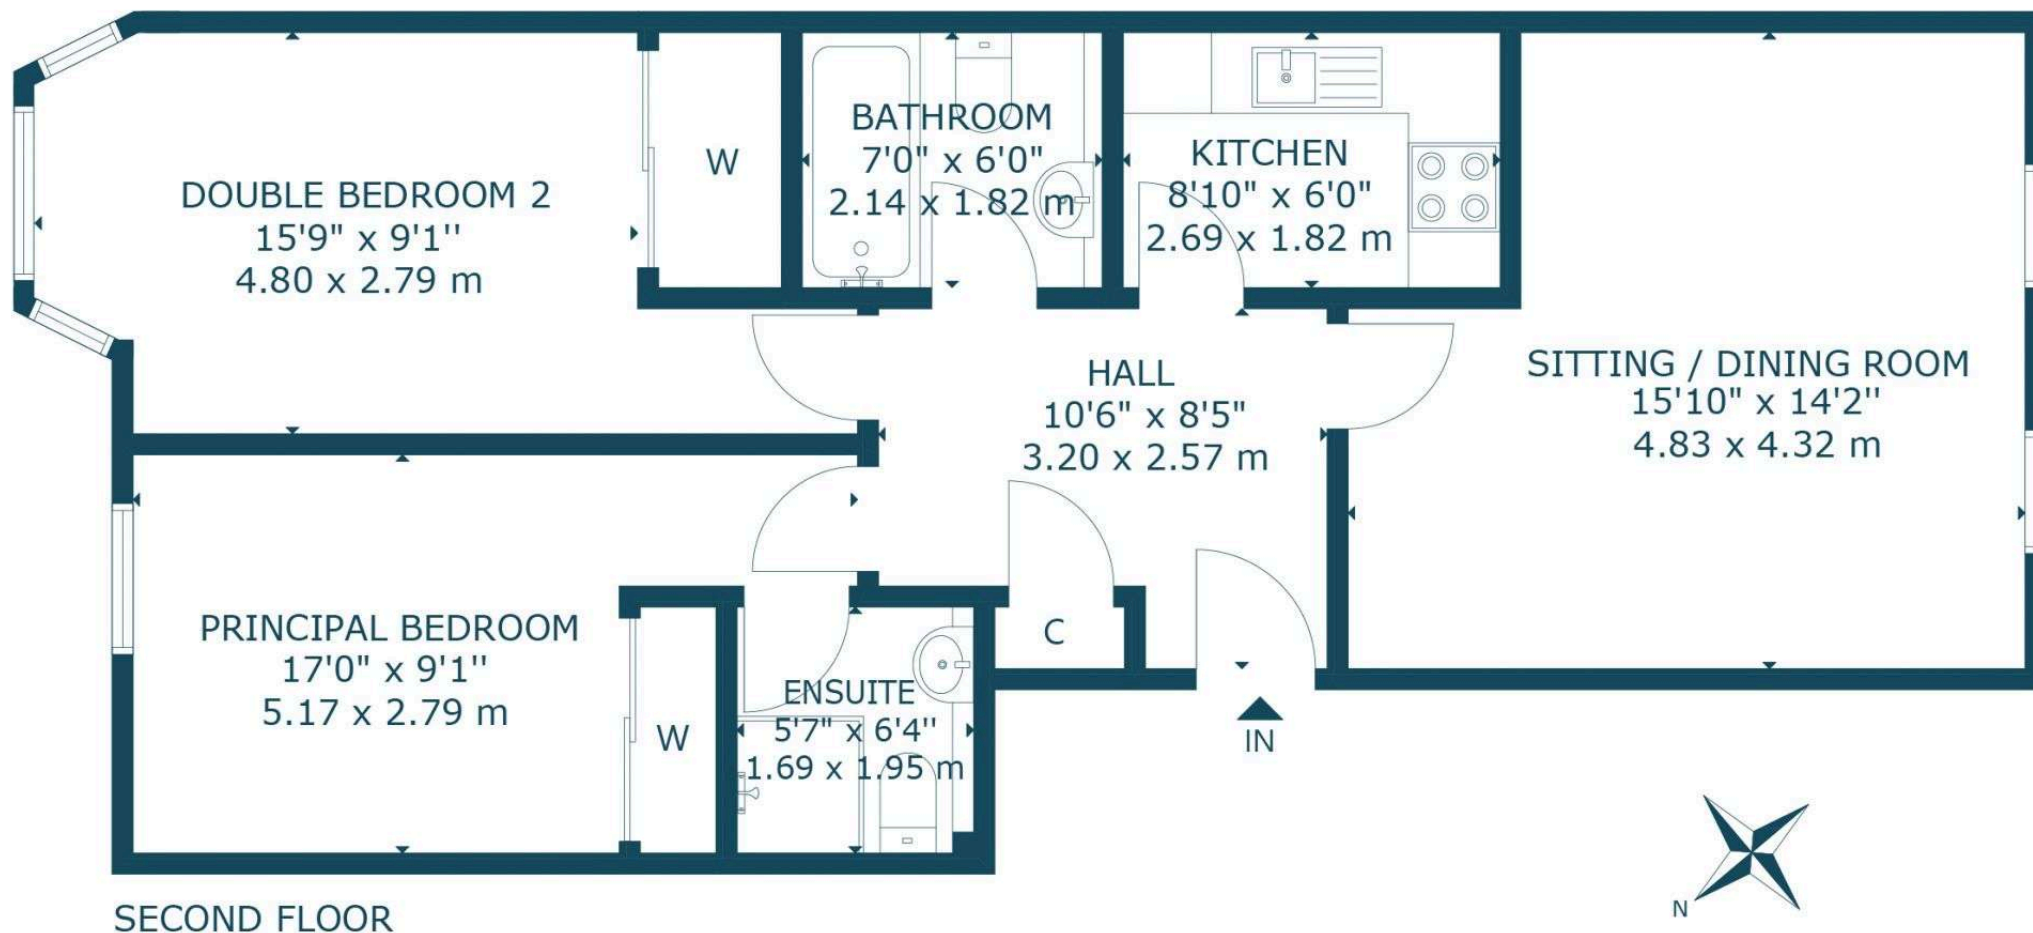 DOUBLE BEDROOM 2
15'9" x 9'1''
4.80 x 2.79 m
W
BATHROOM
7'0" x 6'0"
2.14 x 1.82 m
KITCHEN
8'10" x 6'0"
2.69 x 1.82 m
HALL
10'6" x 8'5"
3.20 x 2.57 m
SITTING / DINING ROOM
15'10" x 14'2''
4.83 x 4.32 m
PRINCIPAL BEDROOM
17'0" x 9'1''
5.17 x 2.79 m
W
ENSUITE
5'7" x 6'4''
1.69 x 1.95 m
C
IN
N
SECOND FLOOR